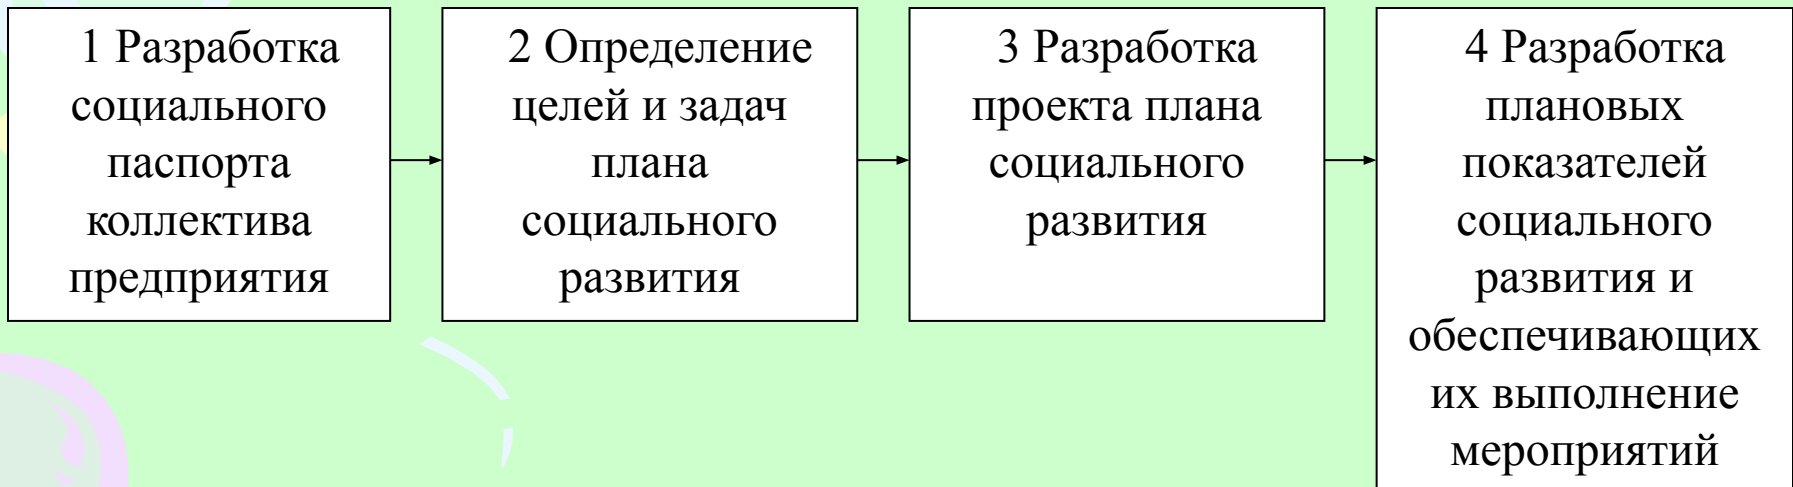 1 Разработка
социального
паспорта
коллектива
предприятия
2 Определение
целей и задач
плана
социального
развития
3 Разработка
проекта плана
социального
развития
4 Разработка
плановых
показателей
социального
развития и
обеспечивающих
их выполнение
мероприятий